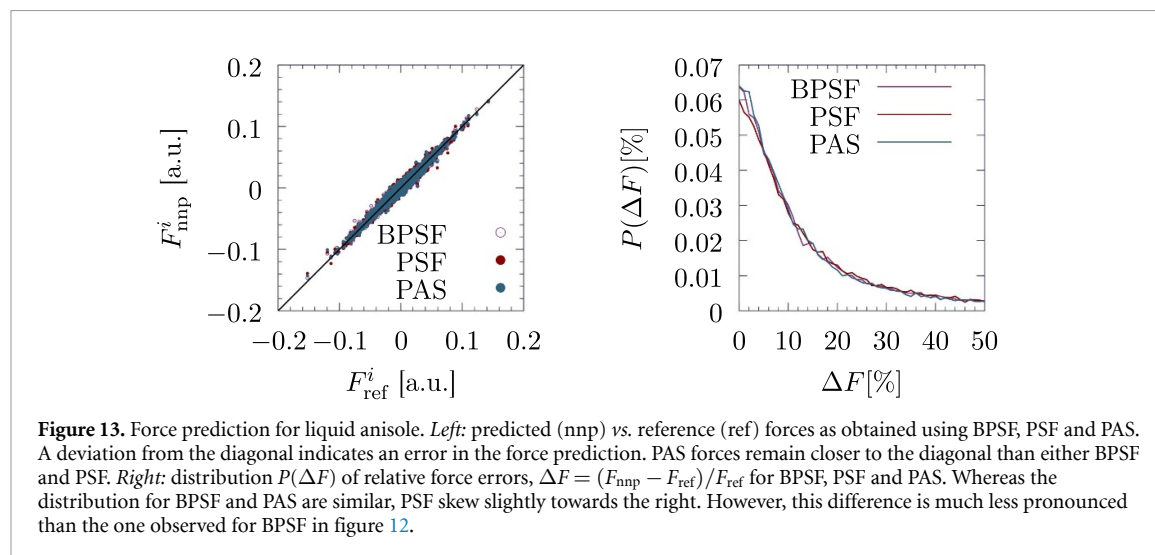 0.2
0.1
0
−0.1
−0.2
F^i_nnp [a.u.]
BPSF
PSF
PAS
−0.2 −0.1 0 0.1 0.2
F^i_ref [a.u.]
0.07
0.06
0.05
0.04
0.03
0.02
0.01
0
P(ΔF)[%]
BPSF
PSF
PAS
0 10 20 30 40 50
ΔF[%]
Figure 13. Force prediction for liquid anisole. Left: predicted (nnp) vs. reference (ref) forces as obtained using BPSF, PSF and PAS.
A deviation from the diagonal indicates an error in the force prediction. PAS forces remain closer to the diagonal than either BPSF
and PSF. Right: distribution P(ΔF) of relative force errors, ΔF = (F_nnp − F_ref)/F_ref for BPSF, PSF and PAS. Whereas the
distribution for BPSF and PAS are similar, PSF skew slightly towards the right. However, this difference is much less pronounced
than the one observed for BPSF in figure 12.